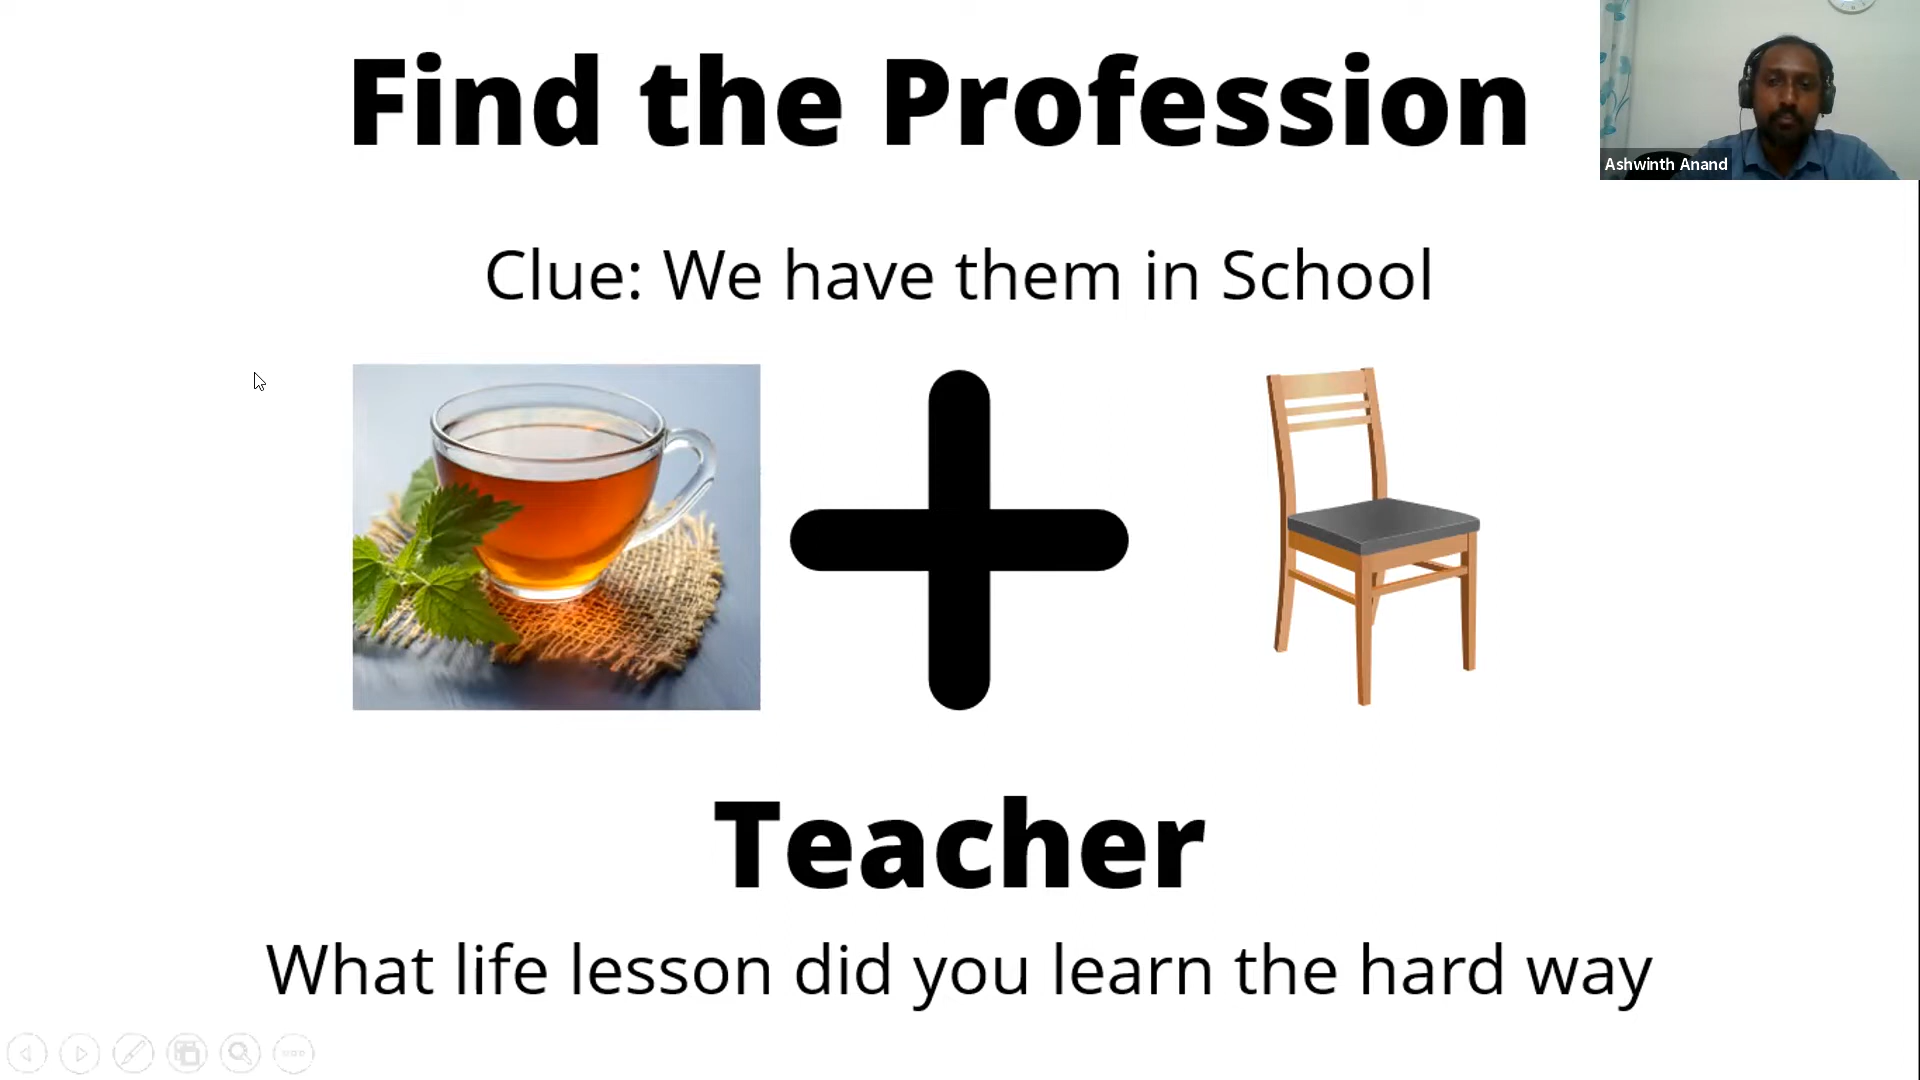 Find the Profession
Ashwinth Anand
Clue: We have them in School
Teacher
What life lesson did you learn the hard way